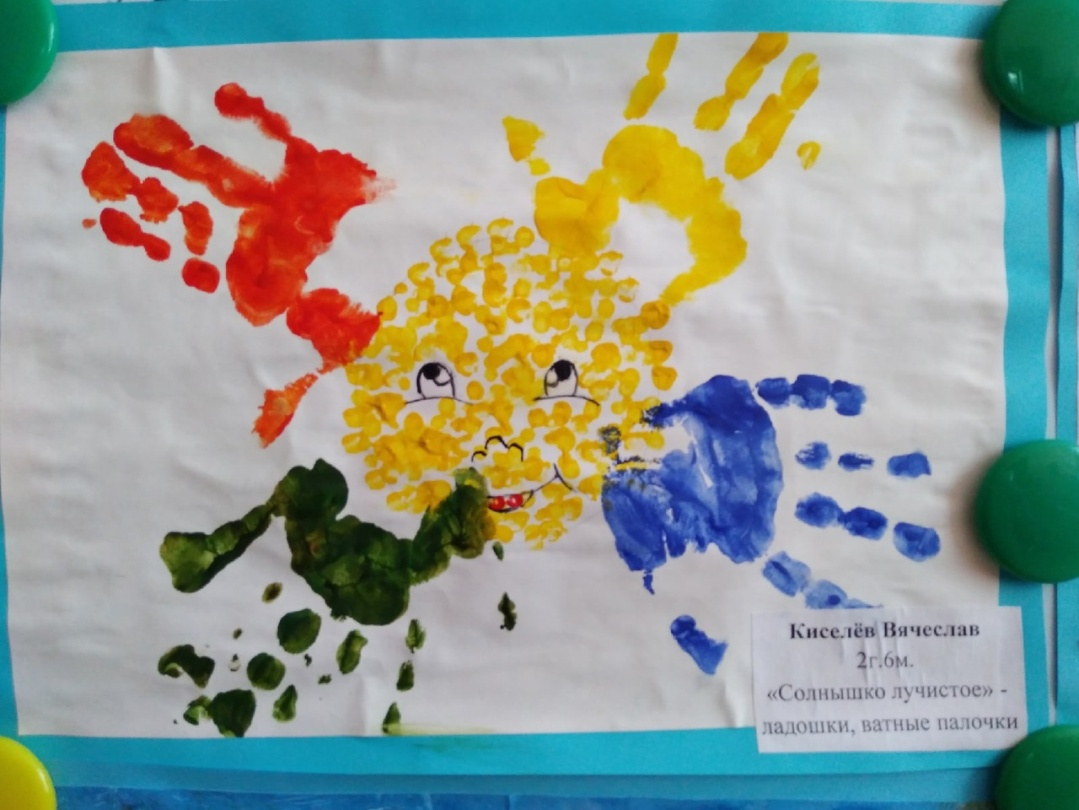 Киселёв Вячеслав
2г.6м.
«Солнышко лучистое» -
ладошки, ватные палочки